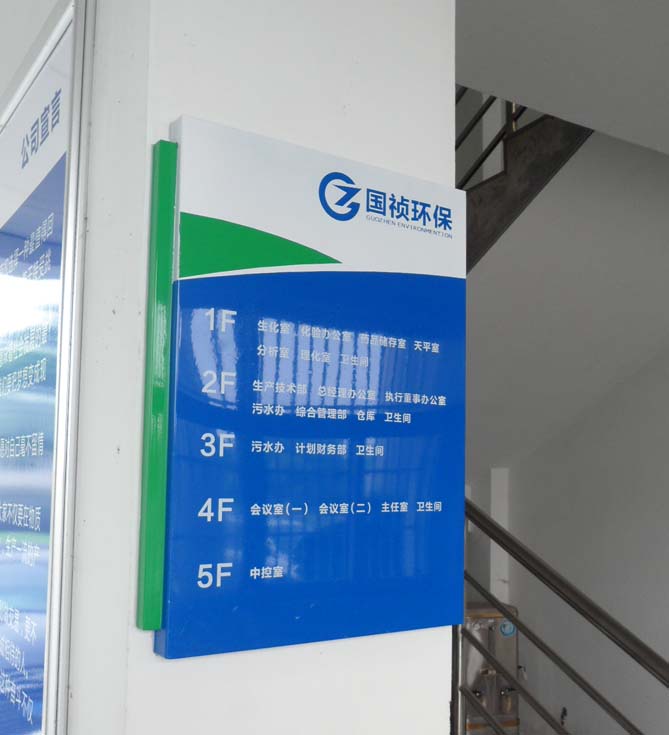 公司宣言
国祯环保
GUOZHEN ENVIRONMENTION
1F 生化室 化验办公室 药品储存室 天平室
分析室 理化室 卫生间
2F 生产技术部 总经理办公室 执行董事办公室
污水办 综合管理部 仓库 卫生间
3F 污水办 计划财务部 卫生间
4F 会议室(一) 会议室(二) 主任室 卫生间
5F 中控室